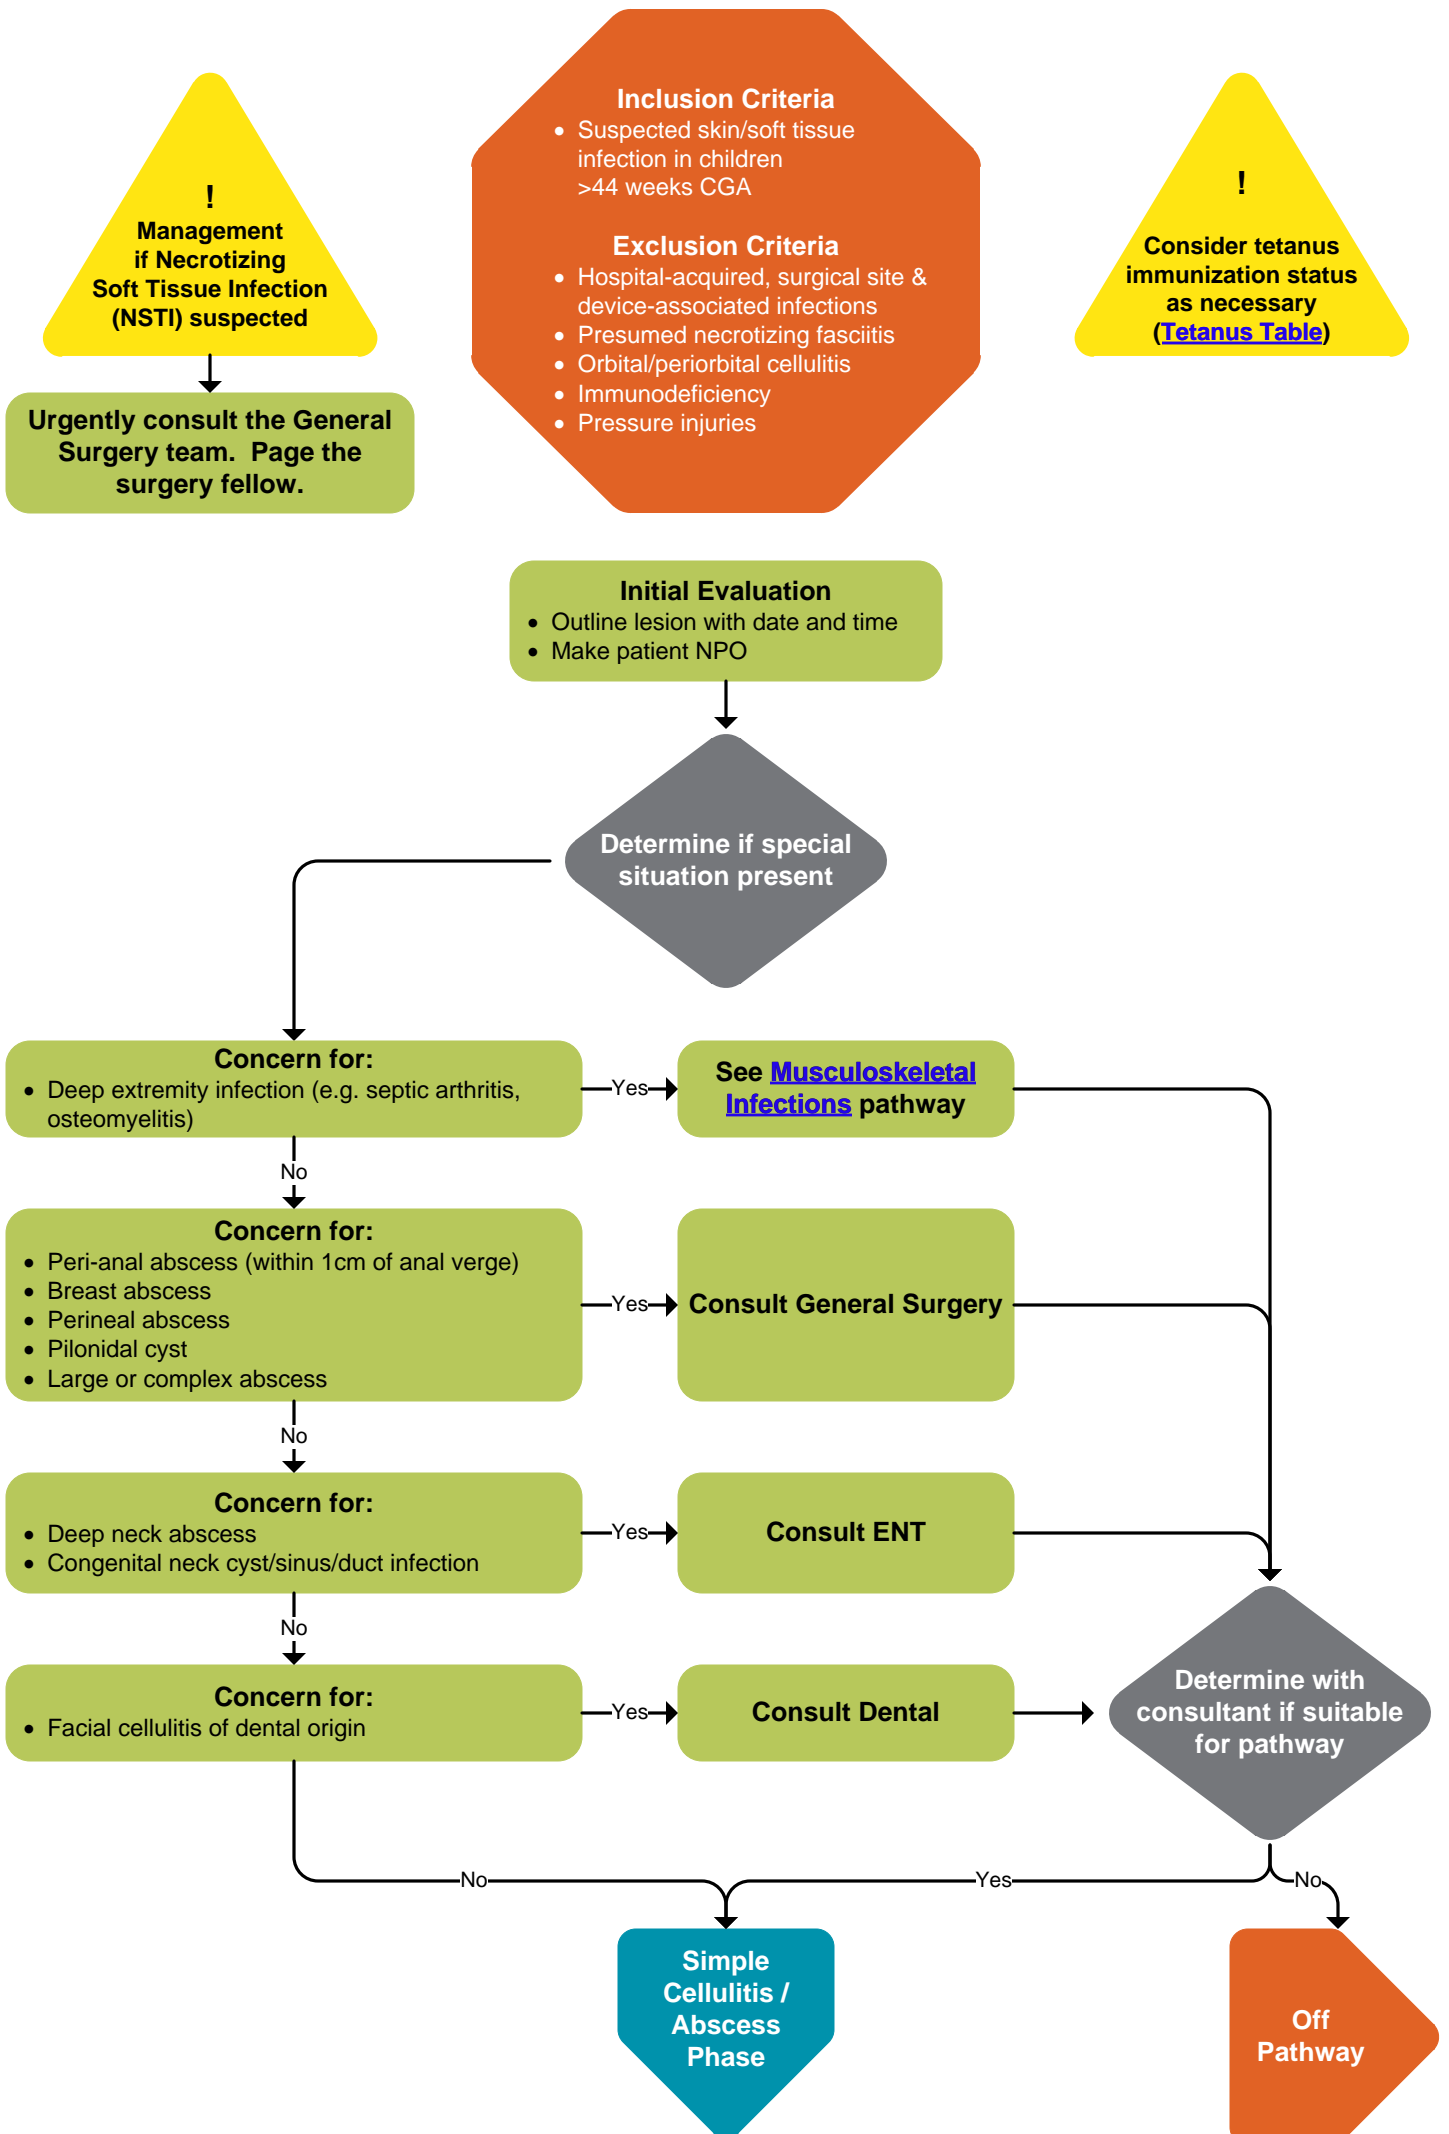 !
Management
if Necrotizing
Soft Tissue Infection
(NSTI) suspected
Urgently consult the General
Surgery team.  Page the
surgery fellow.
Inclusion Criteria
• Suspected skin/soft tissue
infection in children
>44 weeks CGA
Exclusion Criteria
• Hospital-acquired, surgical site &
device-associated infections
• Presumed necrotizing fasciitis
• Orbital/periorbital cellulitis
• Immunodeficiency
• Pressure injuries
!
Consider tetanus
immunization status
as necessary
(Tetanus Table)
Initial Evaluation
• Outline lesion with date and time
• Make patient NPO
Determine if special
situation present
Concern for:
• Deep extremity infection (e.g. septic arthritis,
osteomyelitis)
Yes
See Musculoskeletal
Infections pathway
No
Concern for:
• Peri-anal abscess (within 1cm of anal verge)
• Breast abscess
• Perineal abscess
• Pilonidal cyst
• Large or complex abscess
Yes
Consult General Surgery
No
Concern for:
• Deep neck abscess
• Congenital neck cyst/sinus/duct infection
Yes
Consult ENT
No
Concern for:
• Facial cellulitis of dental origin
Yes
Consult Dental
Determine with
consultant if suitable
for pathway
No
Yes
No
Simple
Cellulitis /
Abscess
Phase
Off
Pathway